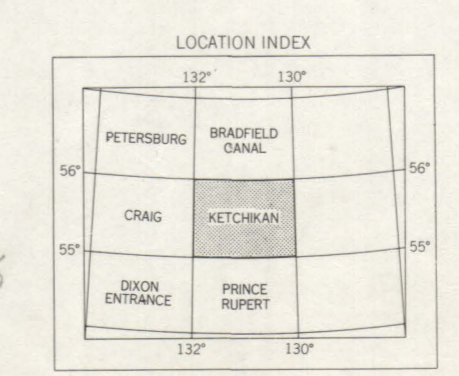 LOCATION INDEX
132° 130°
PETERSBURG BRADFIELD
CANAL
56° 56°
CRAIG KETCHIKAN
55° 55°
DIXON PRINCE
ENTRANCE RUPERT
132° 130°